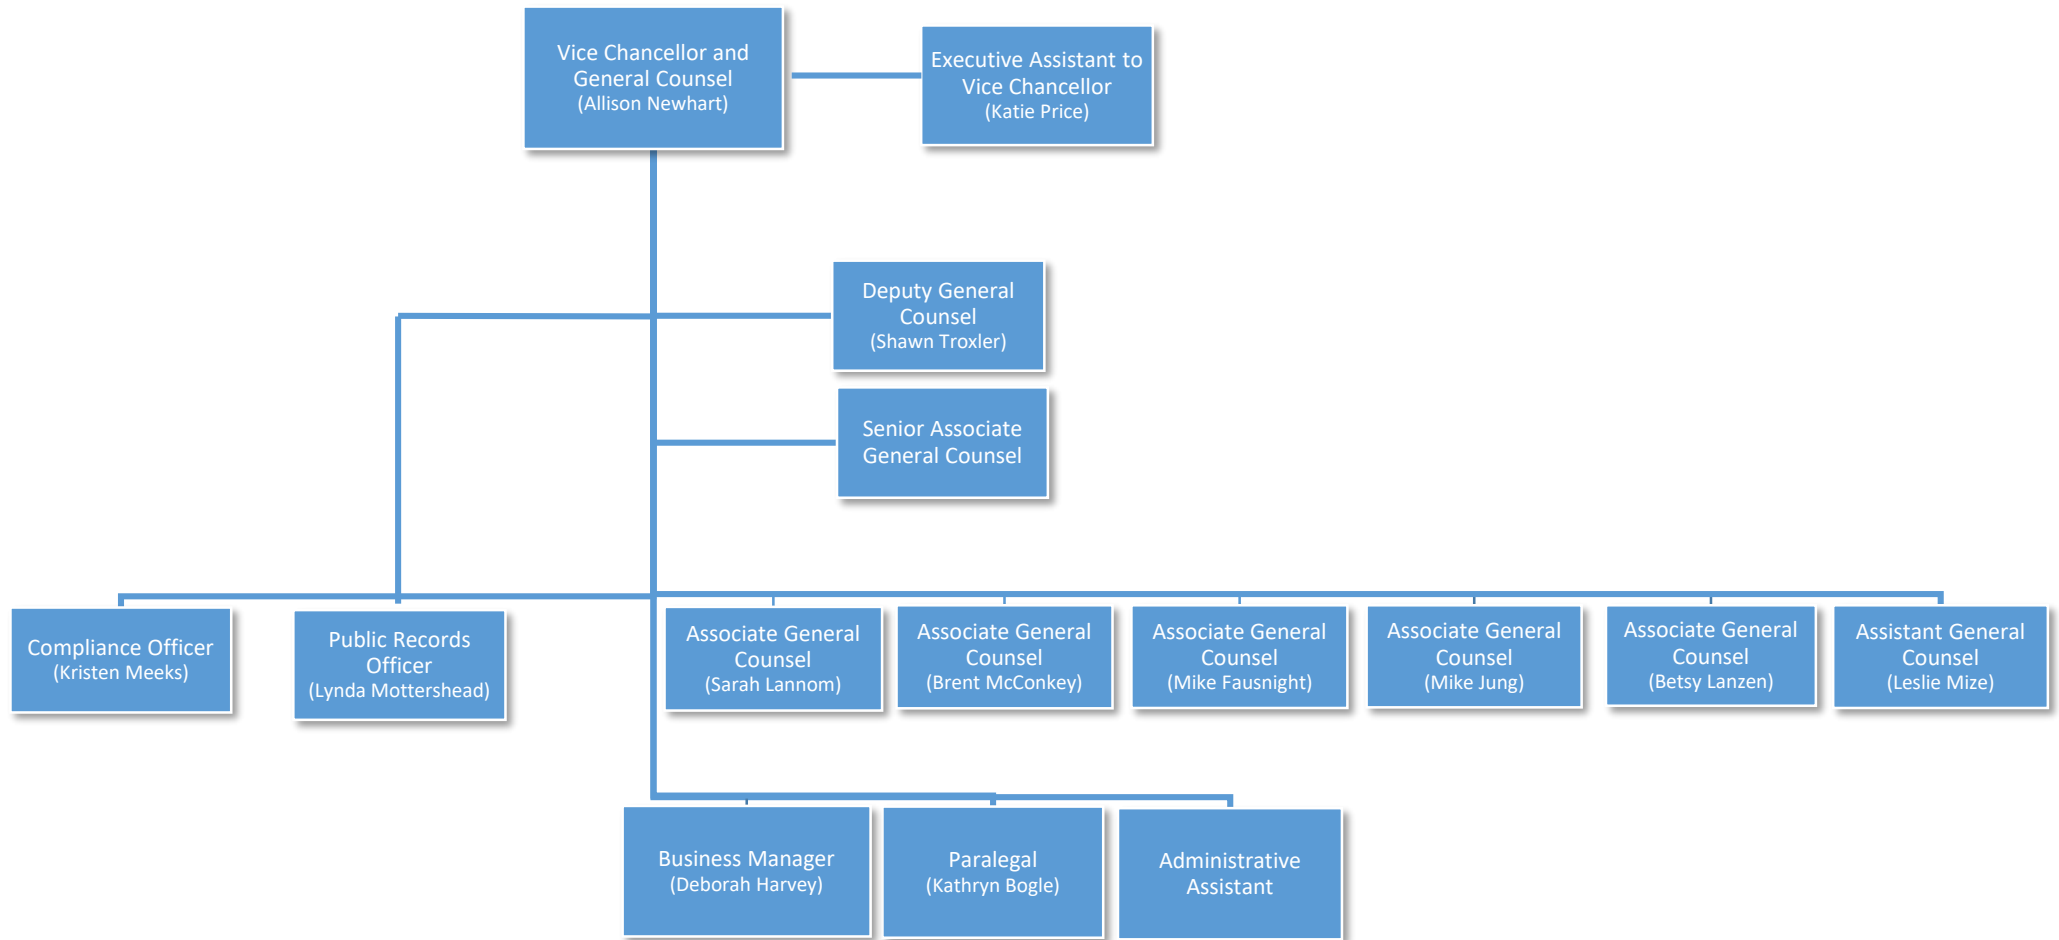 Vice Chancellor and
General Counsel
(Allison Newhart)
Executive Assistant to
Vice Chancellor
(Katie Price)
Deputy General
Counsel
(Shawn Troxler)
Senior Associate
General Counsel
Compliance Officer
(Kristen Meeks)
Public Records
Officer
(Lynda Mottershead)
Associate General
Counsel
(Sarah Lannom)
Associate General
Counsel
(Brent McConkey)
Associate General
Counsel
(Mike Fausnight)
Associate General
Counsel
(Mike Jung)
Associate General
Counsel
(Betsy Lanzen)
Assistant General
Counsel
(Leslie Mize)
Business Manager
(Deborah Harvey)
Paralegal
(Kathryn Bogle)
Administrative
Assistant